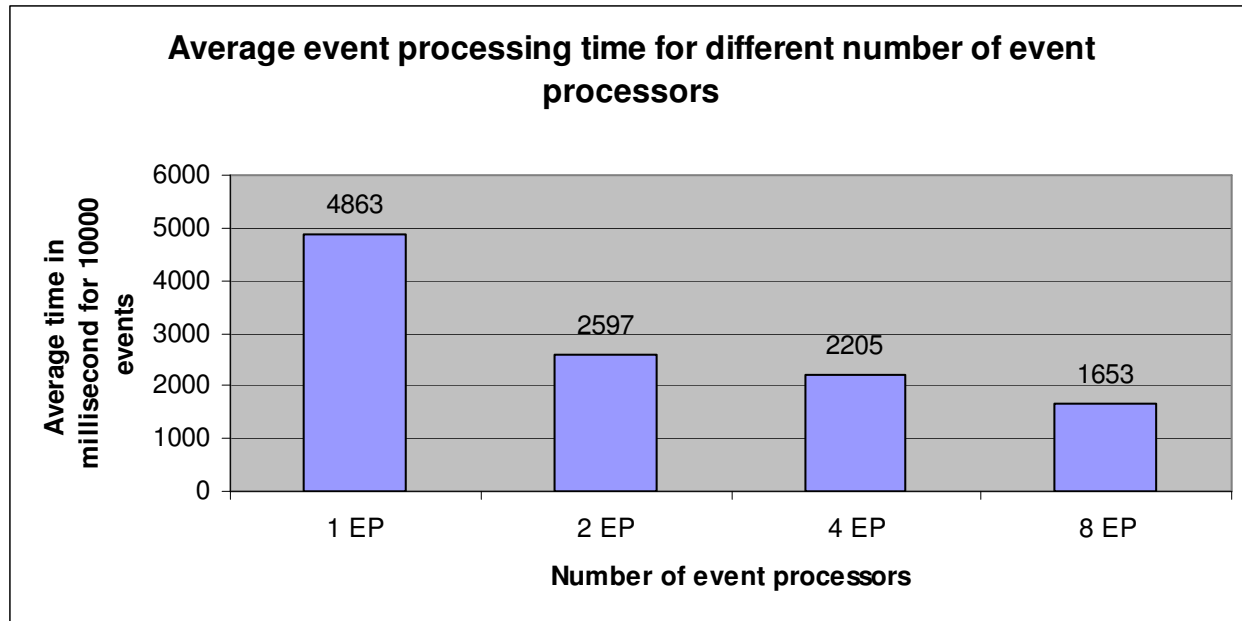 Average event processing time for different number of event
processors
Average time in
millisecond for 10000
events
6000
5000
4000
3000
2000
1000
0
4863
2597
2205
1653
1 EP
2 EP
4 EP
8 EP
Number of event processors